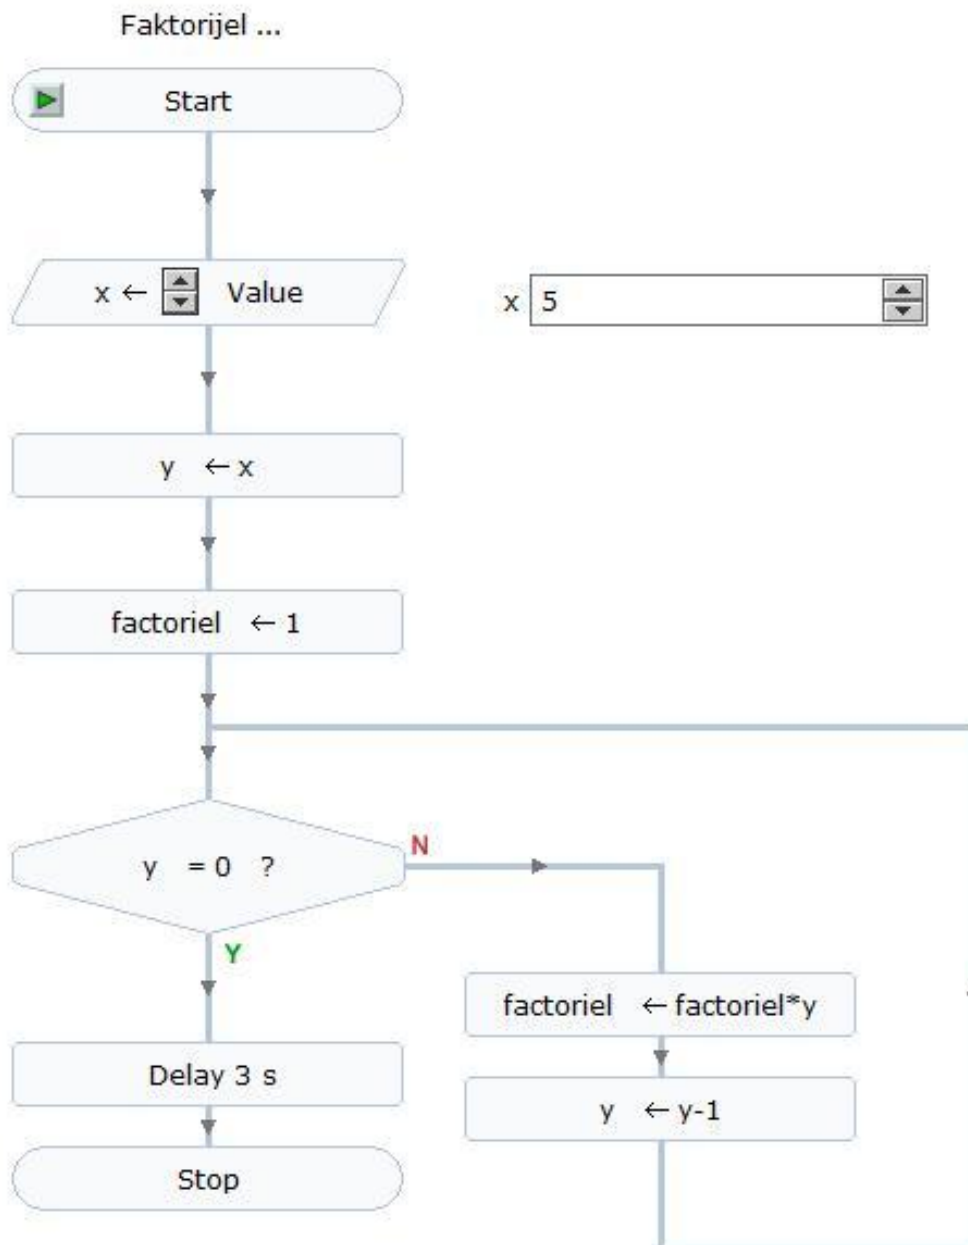 Faktorijel ...
Start
x ← Value
x 5
y ← x
factoriel ← 1
y = 0 ?
N
Y
factoriel ← factoriel*y
Delay 3 s
y ← y-1
Stop